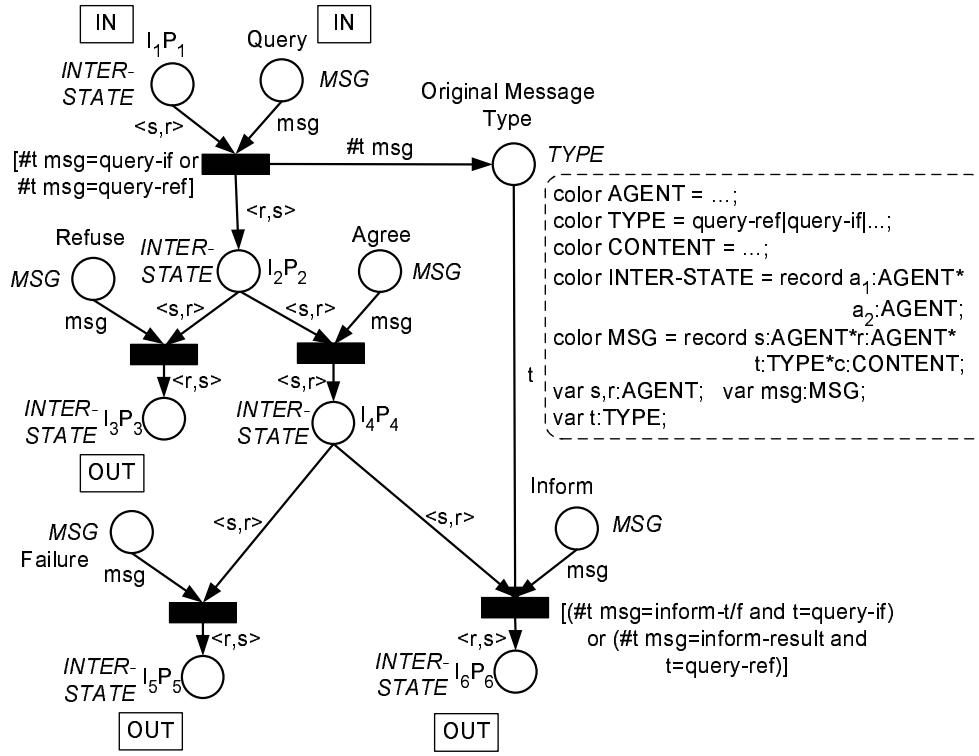 IN
IN
I1P1
Query
INTER-
STATE
MSG
Original Message
Type
<s,r>
msg
#t msg
TYPE
[#t msg=query-if or
#t msg=query-ref]
<r,s>
color AGENT = ...;
color TYPE = query-ref|query-if|...;
color CONTENT = ...;
color INTER-STATE = record a1:AGENT*
a2:AGENT;
color MSG = record s:AGENT*r:AGENT*
t:TYPE*c:CONTENT;
var s,r:AGENT; var msg:MSG;
var t:TYPE;
Refuse
INTER-
STATE
I2P2
Agree
MSG
MSG
<s,r>
<s,r>
msg
msg
t
<r,s>
<s,r>
INTER-
STATE
I3P3
INTER-
STATE
I4P4
OUT
Inform
MSG
<s,r>
<s,r>
MSG
Failure
msg
msg
[(#t msg=inform-t/f and t=query-if)
or (#t msg=inform-result and
t=query-ref)]
<r,s>
<r,s>
INTER-
STATE
I5P5
INTER-
STATE
I6P6
OUT
OUT